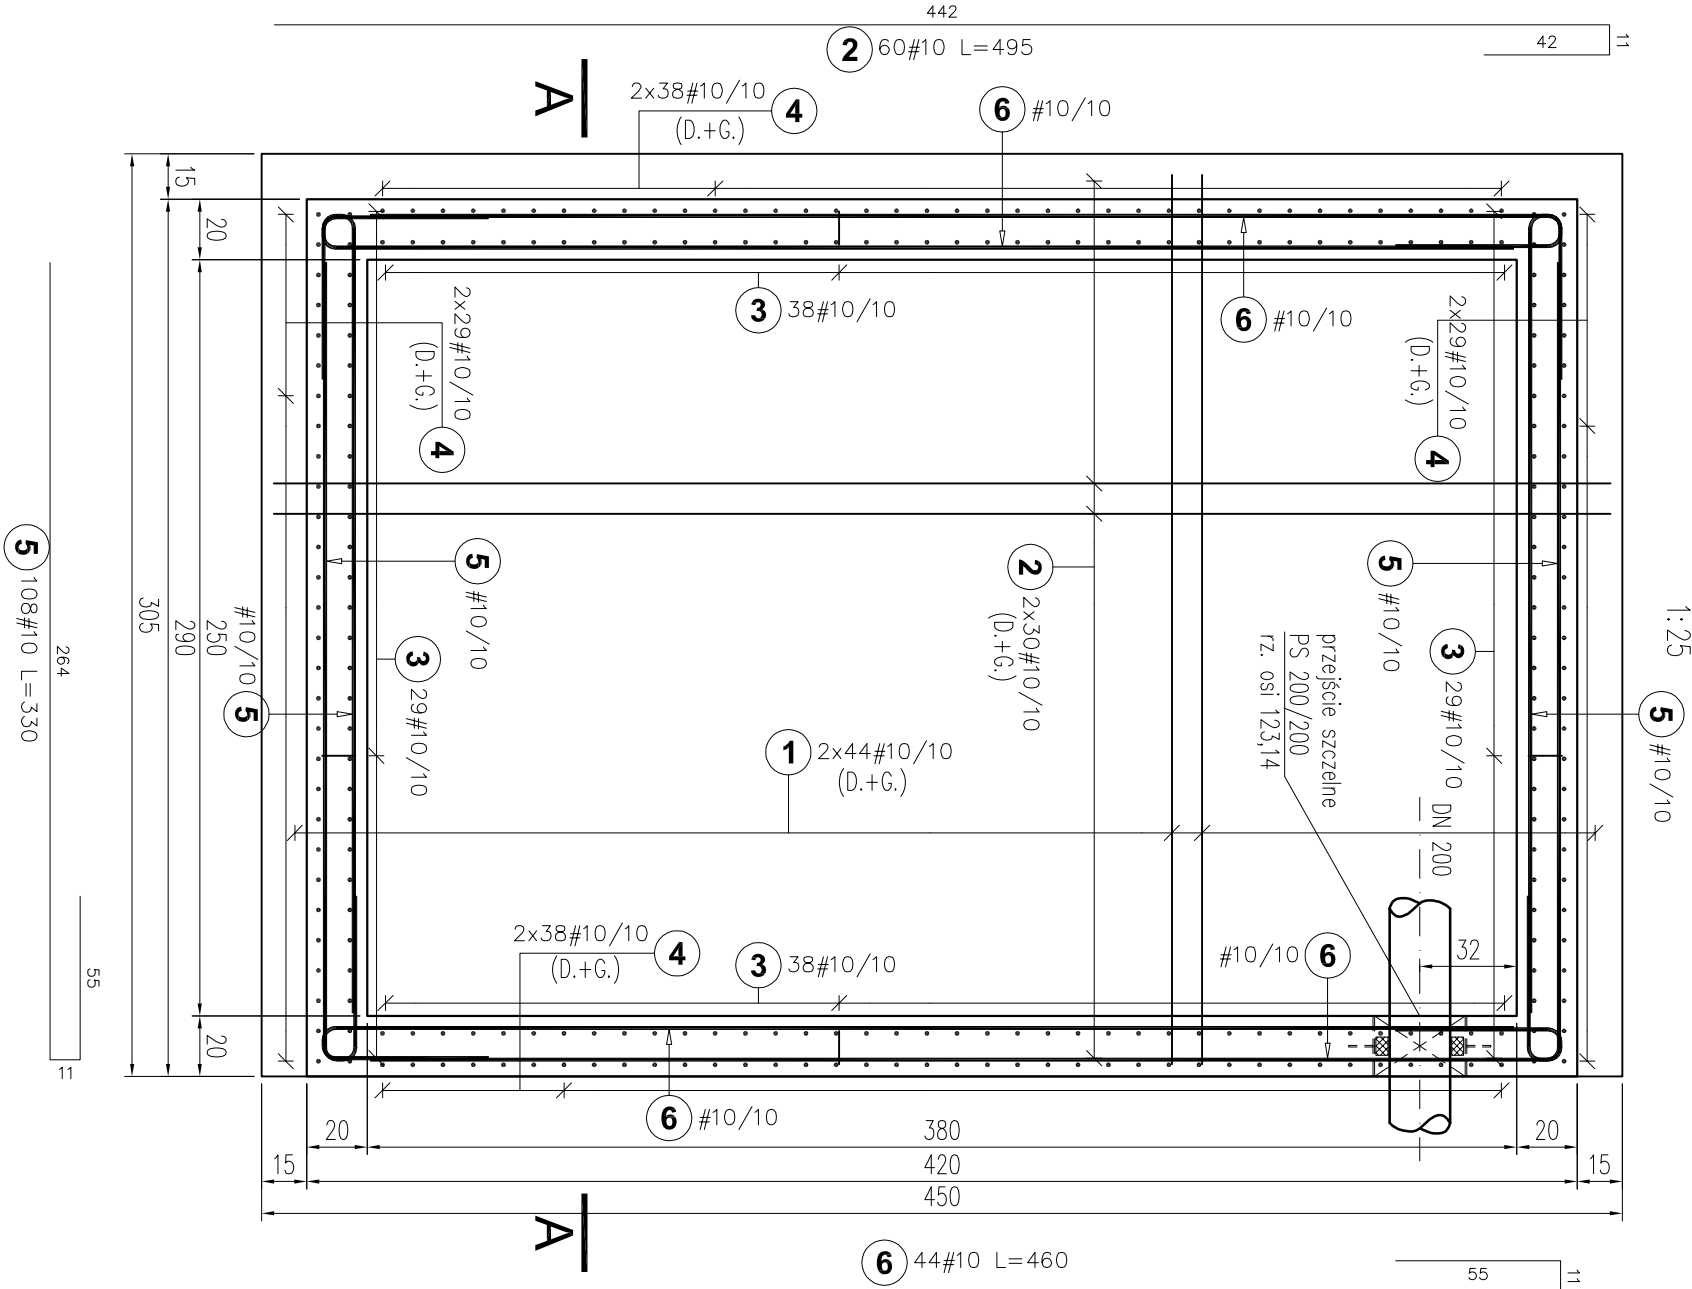 442
2 60#10 L=495
42
11
A
2x38#10/10
(D.+G.)
4
6 #10/10
15
20
3 38#10/10
6 #10/10
2x29#10/10
(D.+G.)
4
2x29#10/10
(D.+G.)
4
5 #10/10
5 #10/10
2 2x30#10/10
(D.+G.)
3 29#10/10
3 29#10/10
1:25
5 #10/10
#10/10 5
przejście szczelne
PS 200/200
rz. osi 123,14
DN 200
305
290
250
264
5 108#10 L=330
55
11
1 2x44#10/10
(D.+G.)
2x38#10/10
(D.+G.)
4
3 38#10/10
#10/10 6
32
20
6 #10/10
20
380
20
15
420
15
450
A
6 44#10 L=460
55
11